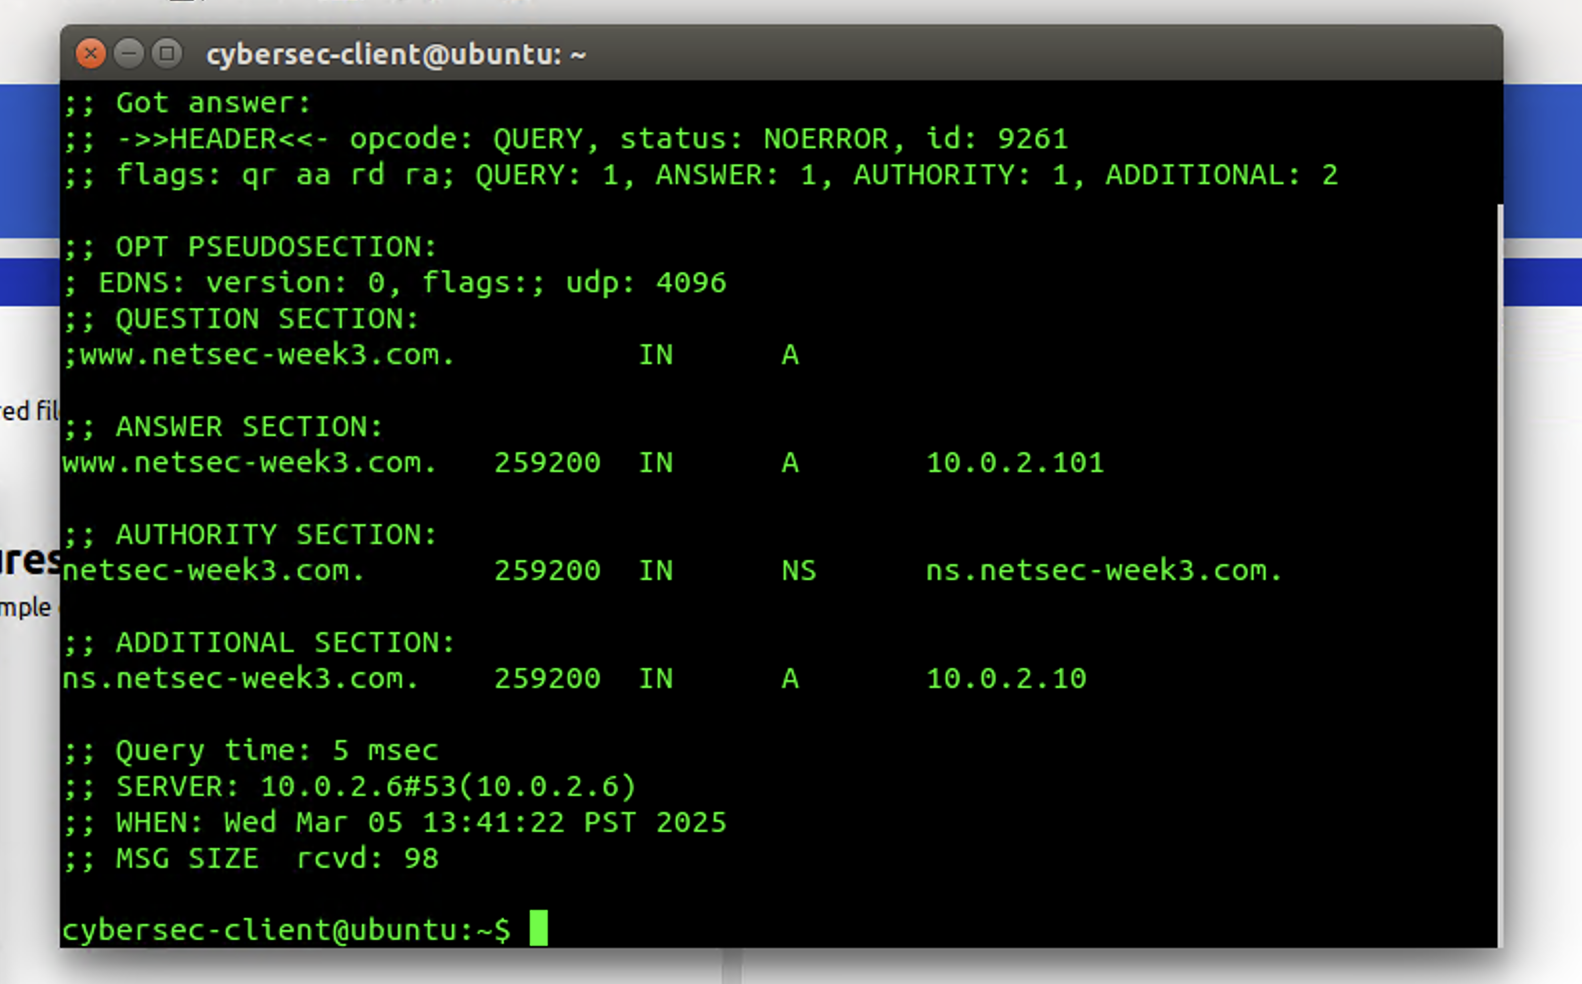 cybersec-client@ubuntu: ~
;; Got answer:
;; ->>HEADER<<- opcode: QUERY, status: NOERROR, id: 9261
;; flags: qr aa rd ra; QUERY: 1, ANSWER: 1, AUTHORITY: 1, ADDITIONAL: 2
;; OPT PSEUDOSECTION:
; EDNS: version: 0, flags:; udp: 4096
;; QUESTION SECTION:
;www.netsec-week3.com. IN A
;; ANSWER SECTION:
www.netsec-week3.com. 259200 IN A 10.0.2.101
;; AUTHORITY SECTION:
netsec-week3.com. 259200 IN NS ns.netsec-week3.com.
;; ADDITIONAL SECTION:
ns.netsec-week3.com. 259200 IN A 10.0.2.10
;; Query time: 5 msec
;; SERVER: 10.0.2.6#53(10.0.2.6)
;; WHEN: Wed Mar 05 13:41:22 PST 2025
;; MSG SIZE  rcvd: 98
cybersec-client@ubuntu:~$